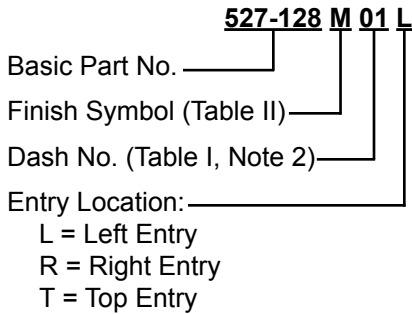 527-128 M 01 L
Basic Part No.
Finish Symbol (Table II)
Dash No. (Table I, Note 2)
Entry Location:
L = Left Entry
R = Right Entry
T = Top Entry